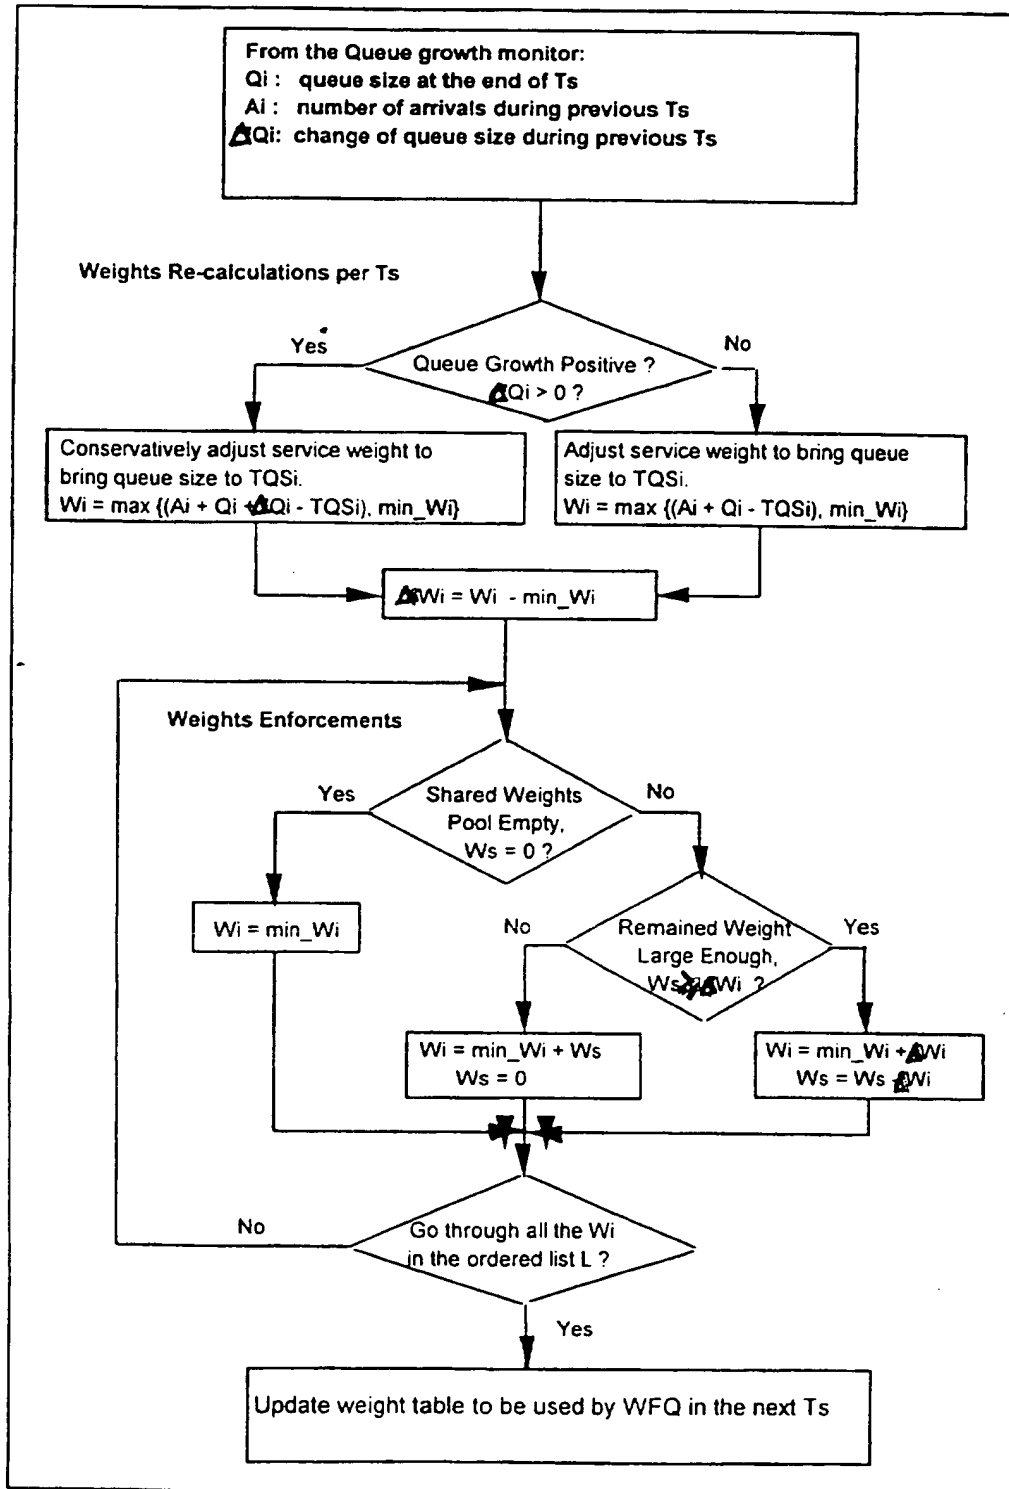 From the Queue growth monitor:
Qi : queue size at the end of Ts
Ai : number of arrivals during previous Ts
ΔQi: change of queue size during previous Ts
Weights Re-calculations per Ts
Yes
No
Queue Growth Positive ?
ΔQi > 0 ?
Conservatively adjust service weight to
bring queue size to TQSi.
Wi = max {(Ai + Qi +ΔQi - TQSi), min_Wi}
Adjust service weight to bring queue
size to TQSi.
Wi = max {(Ai + Qi - TQSi), min_Wi}
ΔWi = Wi - min_Wi
Weights Enforcements
Yes
No
Shared Weights
Pool Empty,
Ws = 0 ?
Wi = min_Wi
No
Yes
Remained Weight
Large Enough,
Ws ΔWi ?
Wi = min_Wi + Ws
Ws = 0
Wi = min_Wi +ΔWi
Ws = Ws -ΔWi
No
Go through all the Wi
in the ordered list L ?
Yes
Update weight table to be used by WFQ in the next Ts